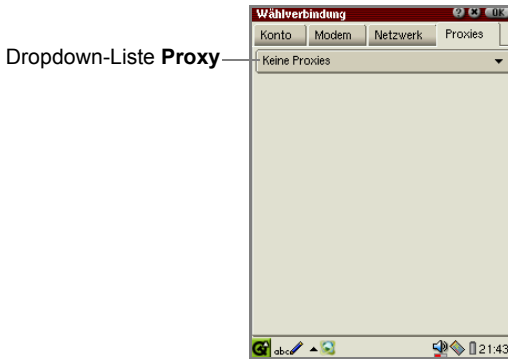 Wählverbindung ? X OK
Konto Modem Netzwerk Proxies
Dropdown-Liste Proxy
Keine Proxies
abc 21:43